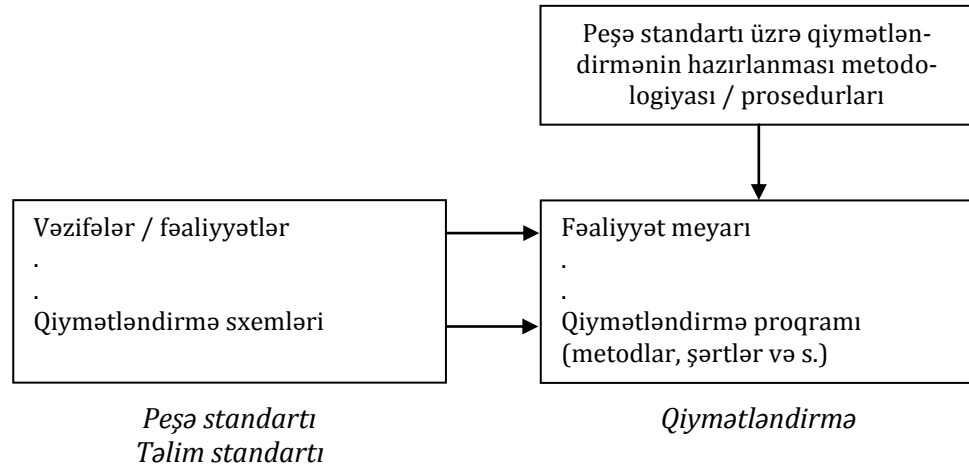 Peşə standartı üzrə qiymətlən-
dirmənin hazırlanması metodo-
logiyası / prosedurları
Vəzifələr / fəaliyyətlər
.
.
Qiymətləndirmə sxemləri
Fəaliyyət meyarı
.
.
Qiymətləndirmə proqramı
(metodlar, şərtlər və s.)
Peşə standartı
Təlim standartı
Qiymətləndirmə